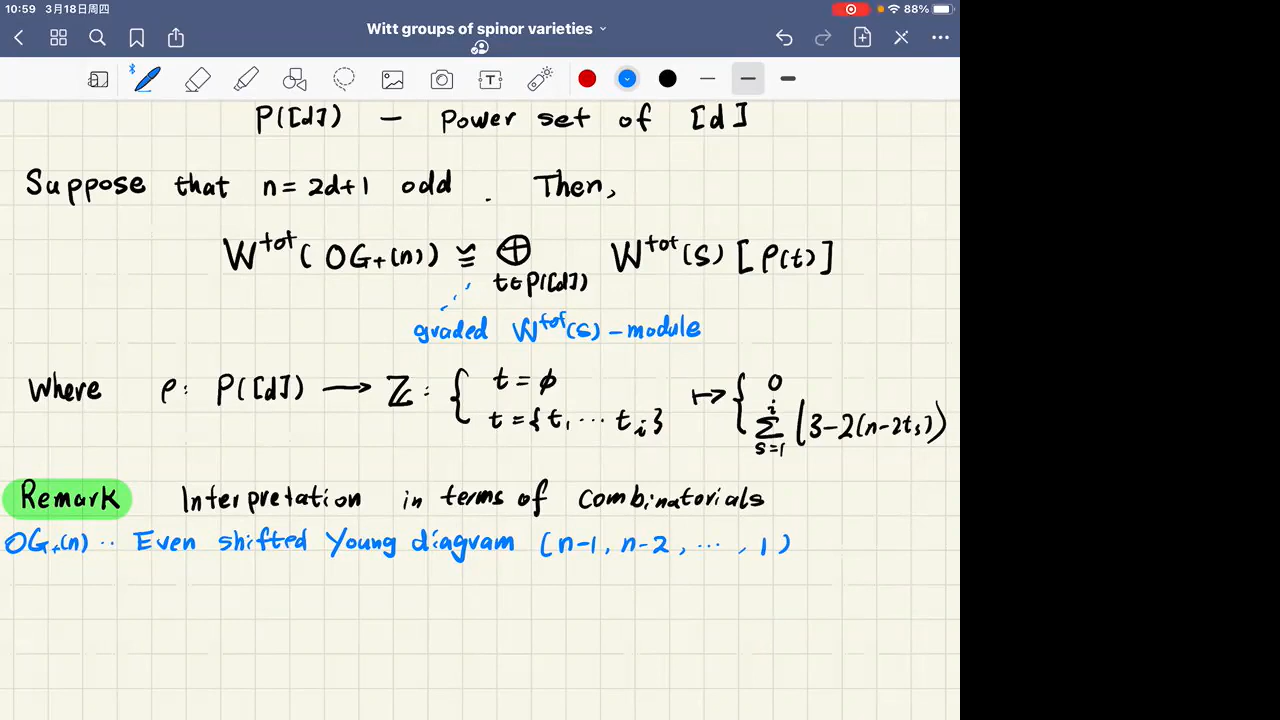 10:59 3月18日周四
88%
Witt groups of spinor varieties
P([d]) — Power set of [d]
Suppose that n = 2d+1 odd . Then,
W^tot(OG₊(n)) ≅ ⊕_{t∈P([d])} W^tot(S)[ρ(t)]
graded W^tot(S)-module
Where ρ: P([d]) → ℤ : { t = ϕ ↦ { 0
t = {t₁ ... t_i} Σ_{s=1}^{i} (3-2(n-2t_s))
Remark Interpretation in terms of combinatorials
OG₊(n) .. Even shifted Young diagram (n-1, n-2, ..., 1)